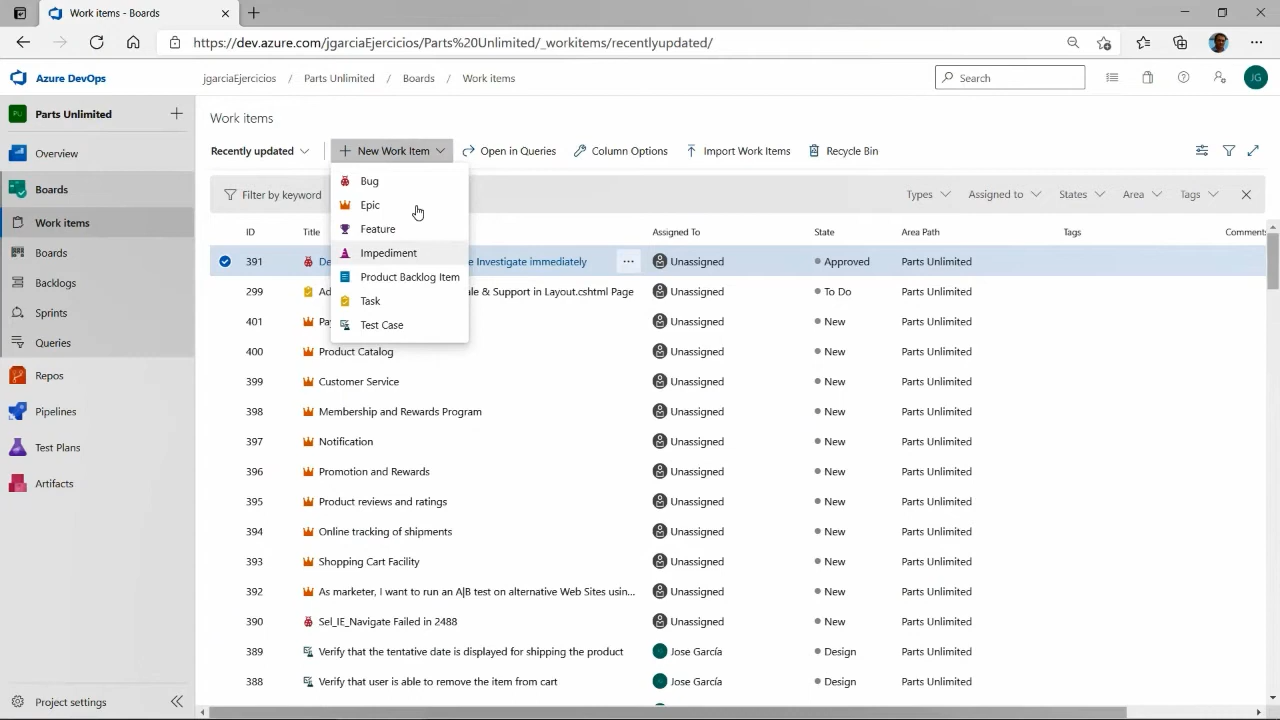 Work items - Boards
https://dev.azure.com/jgarciaEjercicios/Parts%20Unlimited/_workitems/recentlyupdated/
Azure DevOps
jgarciaEjercicios / Parts Unlimited / Boards / Work items
Search
JG
PU Parts Unlimited
Overview
Boards
Work items
Boards
Backlogs
Sprints
Queries
Repos
Pipelines
Test Plans
Artifacts
Project settings
Work items
Recently updated
New Work Item
Open in Queries
Column Options
Import Work Items
Recycle Bin
Bug
Epic
Feature
Impediment
Product Backlog Item
Task
Test Case
Filter by keyword
Types Assigned to States Area Tags
ID Title Assigned To State Area Path Tags Comment
391 De e Investigate immediately Unassigned Approved Parts Unlimited
299 Ad ale & Support in Layout.cshtml Page Unassigned To Do Parts Unlimited
401 Pay Unassigned New Parts Unlimited
400 Product Catalog Unassigned New Parts Unlimited
399 Customer Service Unassigned New Parts Unlimited
398 Membership and Rewards Program Unassigned New Parts Unlimited
397 Notification Unassigned New Parts Unlimited
396 Promotion and Rewards Unassigned New Parts Unlimited
395 Product reviews and ratings Unassigned New Parts Unlimited
394 Online tracking of shipments Unassigned New Parts Unlimited
393 Shopping Cart Facility Unassigned New Parts Unlimited
392 As marketer, I want to run an A|B test on alternative Web Sites usin... Unassigned New Parts Unlimited
390 Sel_IE_Navigate Failed in 2488 Unassigned New Parts Unlimited
389 Verify that the tentative date is displayed for shipping the product Jose García Design Parts Unlimited
388 Verify that user is able to remove the item from cart Jose García Design Parts Unlimited